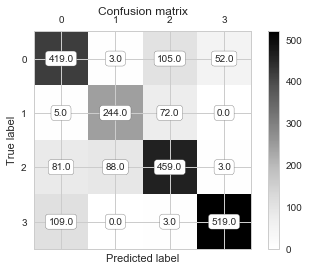 Confusion matrix
0 1 2 3
500
0 419.0 3.0 105.0 52.0
400
1 5.0 244.0 72.0 0.0
300
True label
200
2 81.0 88.0 459.0 3.0
100
3 109.0 0.0 3.0 519.0
0
Predicted label